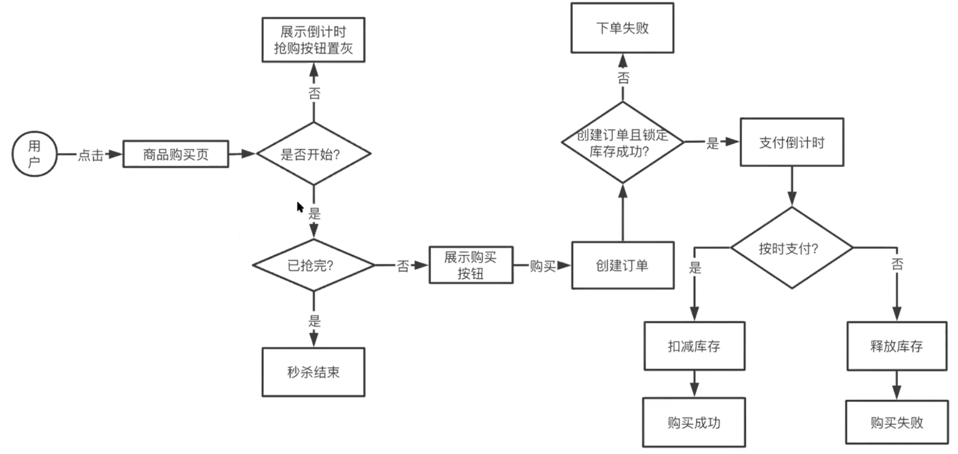 用
户
点击
商品购买页
是否开始?
否
展示倒计时
抢购按钮置灰
是
已抢完?
是
秒杀结束
否
展示购买
按钮
购买
创建订单
创建订单且锁定
库存成功?
否
下单失败
是
支付倒计时
按时支付?
是
扣减库存
购买成功
否
释放库存
购买失败